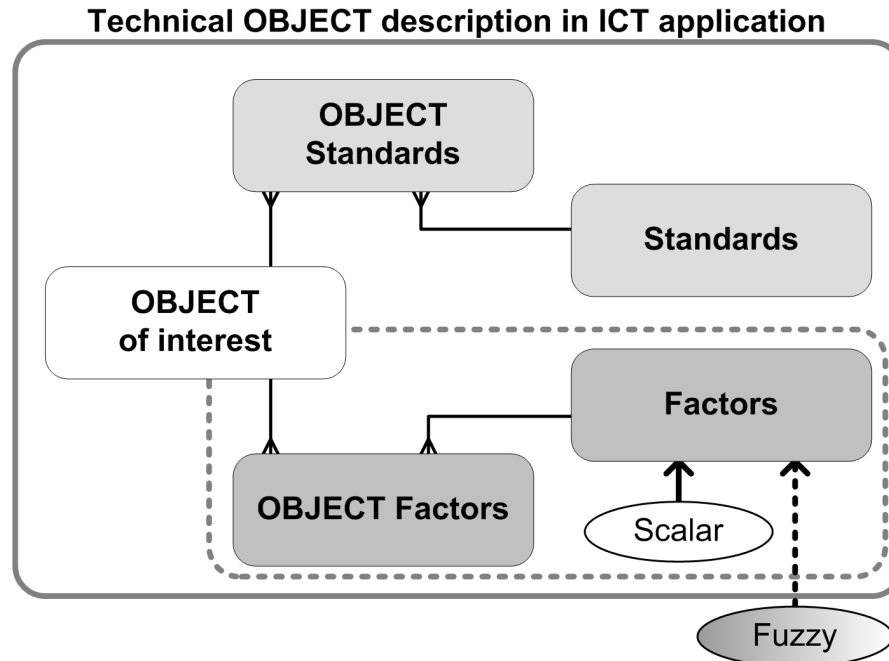 Technical OBJECT description in ICT application
OBJECT
Standards
Standards
OBJECT
of interest
Factors
OBJECT Factors
Scalar
Fuzzy